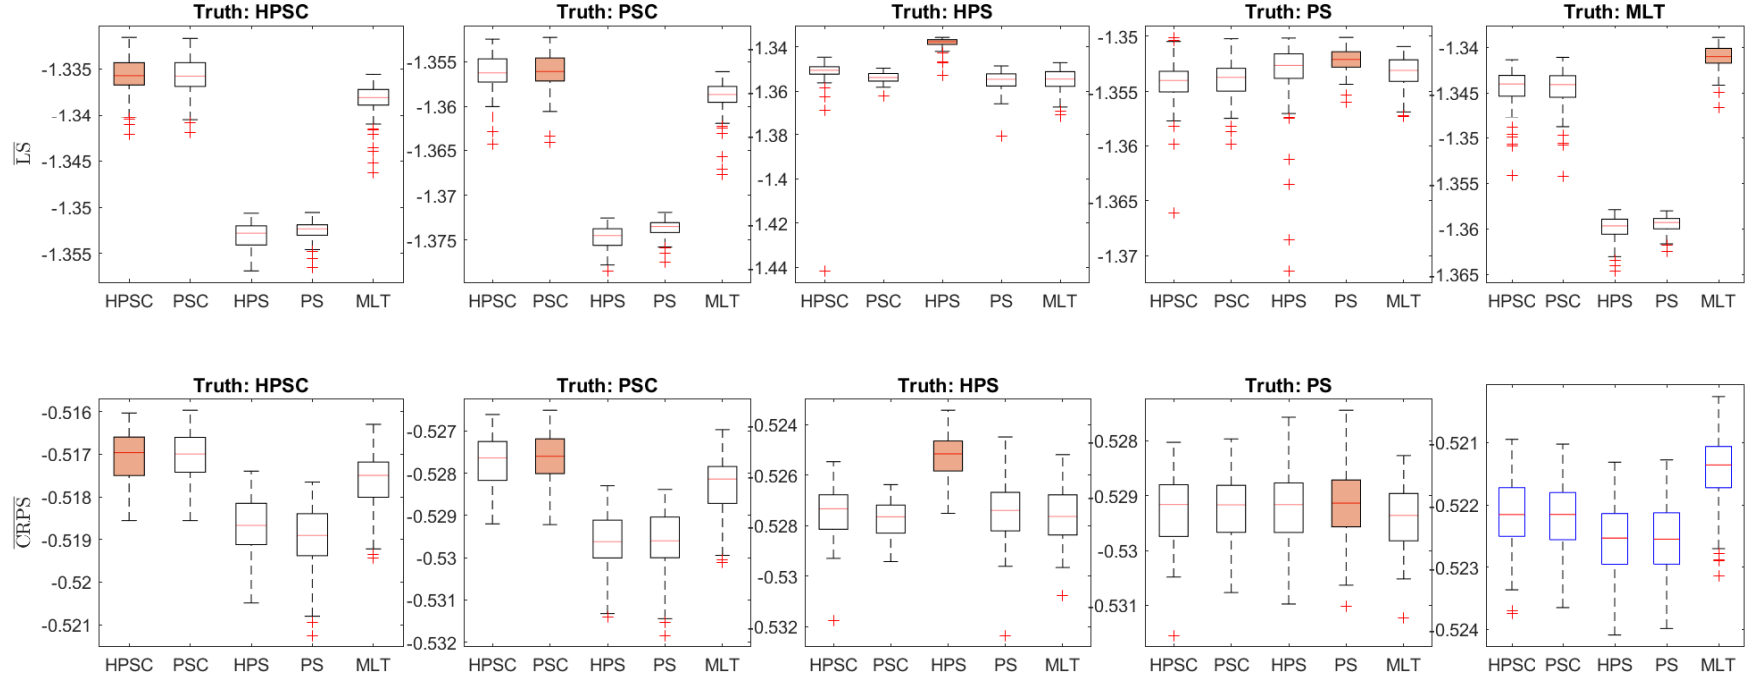 Truth: HPSC
LS
-1.335
-1.34
-1.345
-1.35
-1.355
HPSC PSC HPS PS MLT
Truth: PSC
-1.355
-1.36
-1.365
-1.37
-1.375
HPSC PSC HPS PS MLT
Truth: HPS
-1.34
-1.36
-1.38
-1.4
-1.42
-1.44
HPSC PSC HPS PS MLT
Truth: PS
-1.35
-1.355
-1.36
-1.365
-1.37
HPSC PSC HPS PS MLT
Truth: MLT
-1.34
-1.345
-1.35
-1.355
-1.36
-1.365
HPSC PSC HPS PS MLT
Truth: HPSC
CRPS
-0.516
-0.517
-0.518
-0.519
-0.52
-0.521
HPSC PSC HPS PS MLT
Truth: PSC
-0.527
-0.528
-0.529
-0.53
-0.531
-0.532
HPSC PSC HPS PS MLT
Truth: HPS
-0.524
-0.526
-0.528
-0.53
-0.532
HPSC PSC HPS PS MLT
Truth: PS
-0.528
-0.529
-0.53
-0.531
HPSC PSC HPS PS MLT
-0.521
-0.522
-0.523
-0.524
HPSC PSC HPS PS MLT